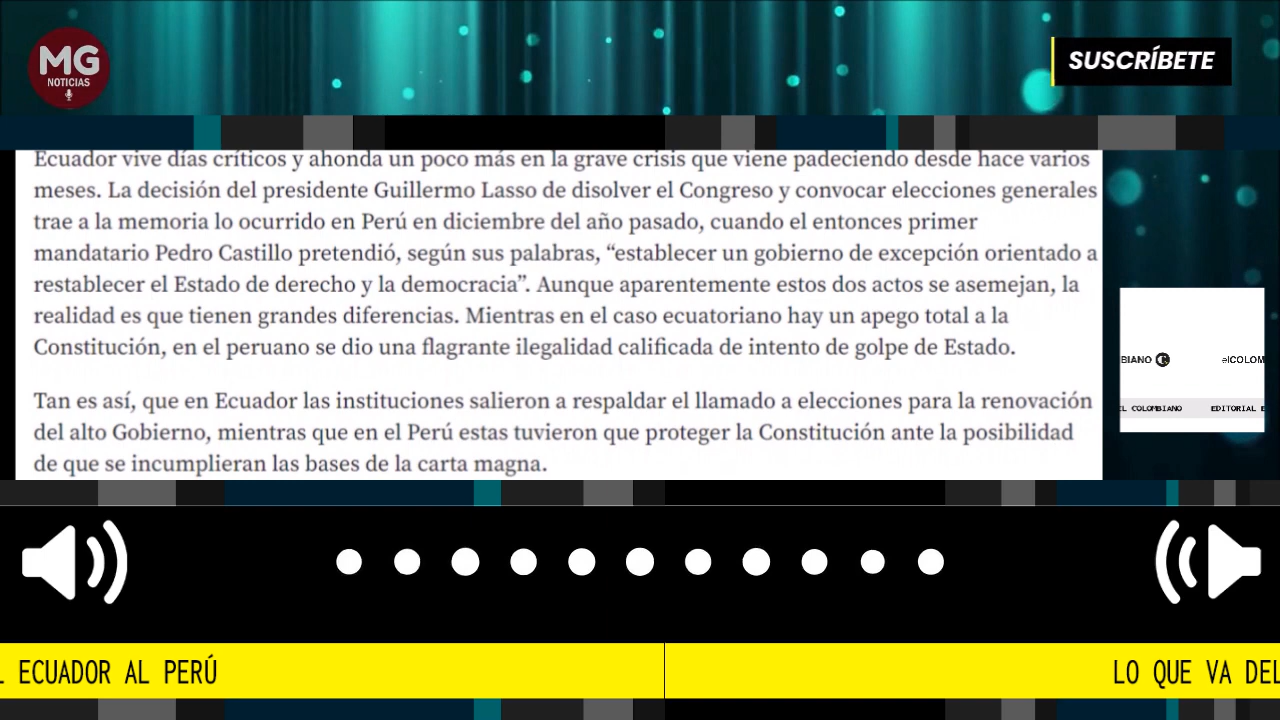 MG
NOTICIAS
SUSCRÍBETE
Ecuador vive días críticos y ahonda un poco más en la grave crisis que viene padeciendo desde hace varios
meses. La decisión del presidente Guillermo Lasso de disolver el Congreso y convocar elecciones generales
trae a la memoria lo ocurrido en Perú en diciembre del año pasado, cuando el entonces primer
mandatario Pedro Castillo pretendió, según sus palabras, “establecer un gobierno de excepción orientado a
restablecer el Estado de derecho y la democracia”. Aunque aparentemente estos dos actos se asemejan, la
realidad es que tienen grandes diferencias. Mientras en el caso ecuatoriano hay un apego total a la
Constitución, en el peruano se dio una flagrante ilegalidad calificada de intento de golpe de Estado.
Tan es así, que en Ecuador las instituciones salieron a respaldar el llamado a elecciones para la renovación
del alto Gobierno, mientras que en el Perú estas tuvieron que proteger la Constitución ante la posibilidad
de que se incumplieran las bases de la carta magna.
BIANO elCOLOM
EL COLOMBIANO EDITORIAL E
L ECUADOR AL PERÚ LO QUE VA DEL